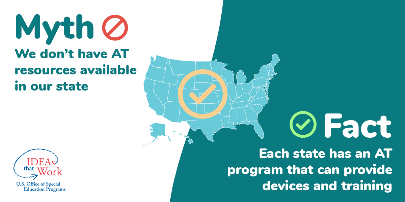 Myth
We don't have AT
resources available
in our state
Fact
Each state has an AT
program that can provide
devices and training
IDEA
that
Work
U.S. Office of Special
Education Programs